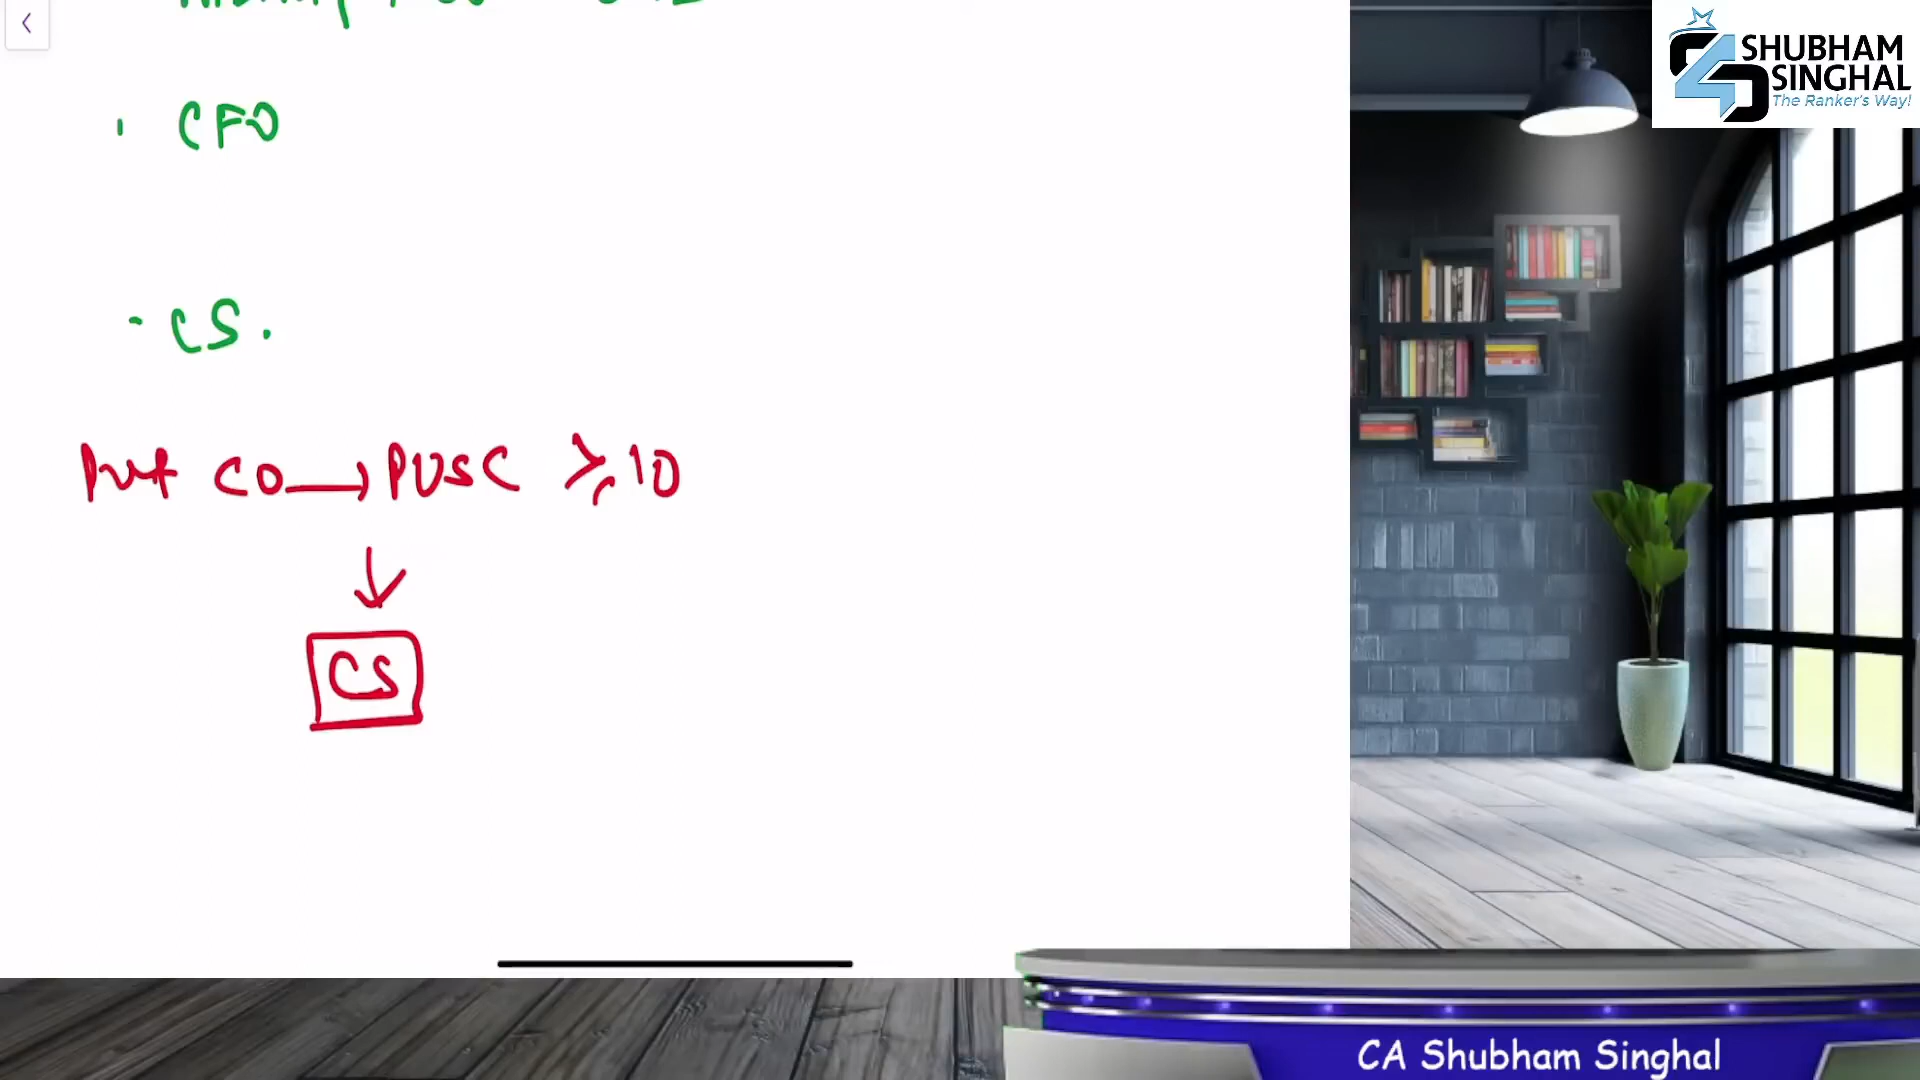 · CFO
SHUBHAM
SINGHAL
The Ranker's Way!
· CS.
Pvt CO → PUSC ≥ 10
↓
CS
CA Shubham Singhal